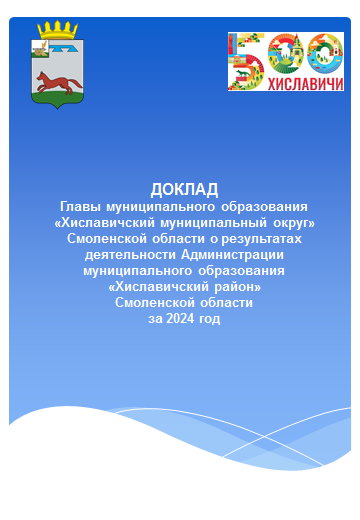 500
ХИСЛАВИЧИ
ДОКЛАД
Главы муниципального образования
«Хиславичский муниципальный округ»
Смоленской области о результатах
деятельности Администрации
муниципального образования
«Хиславичский район»
Смоленской области
за 2024 год